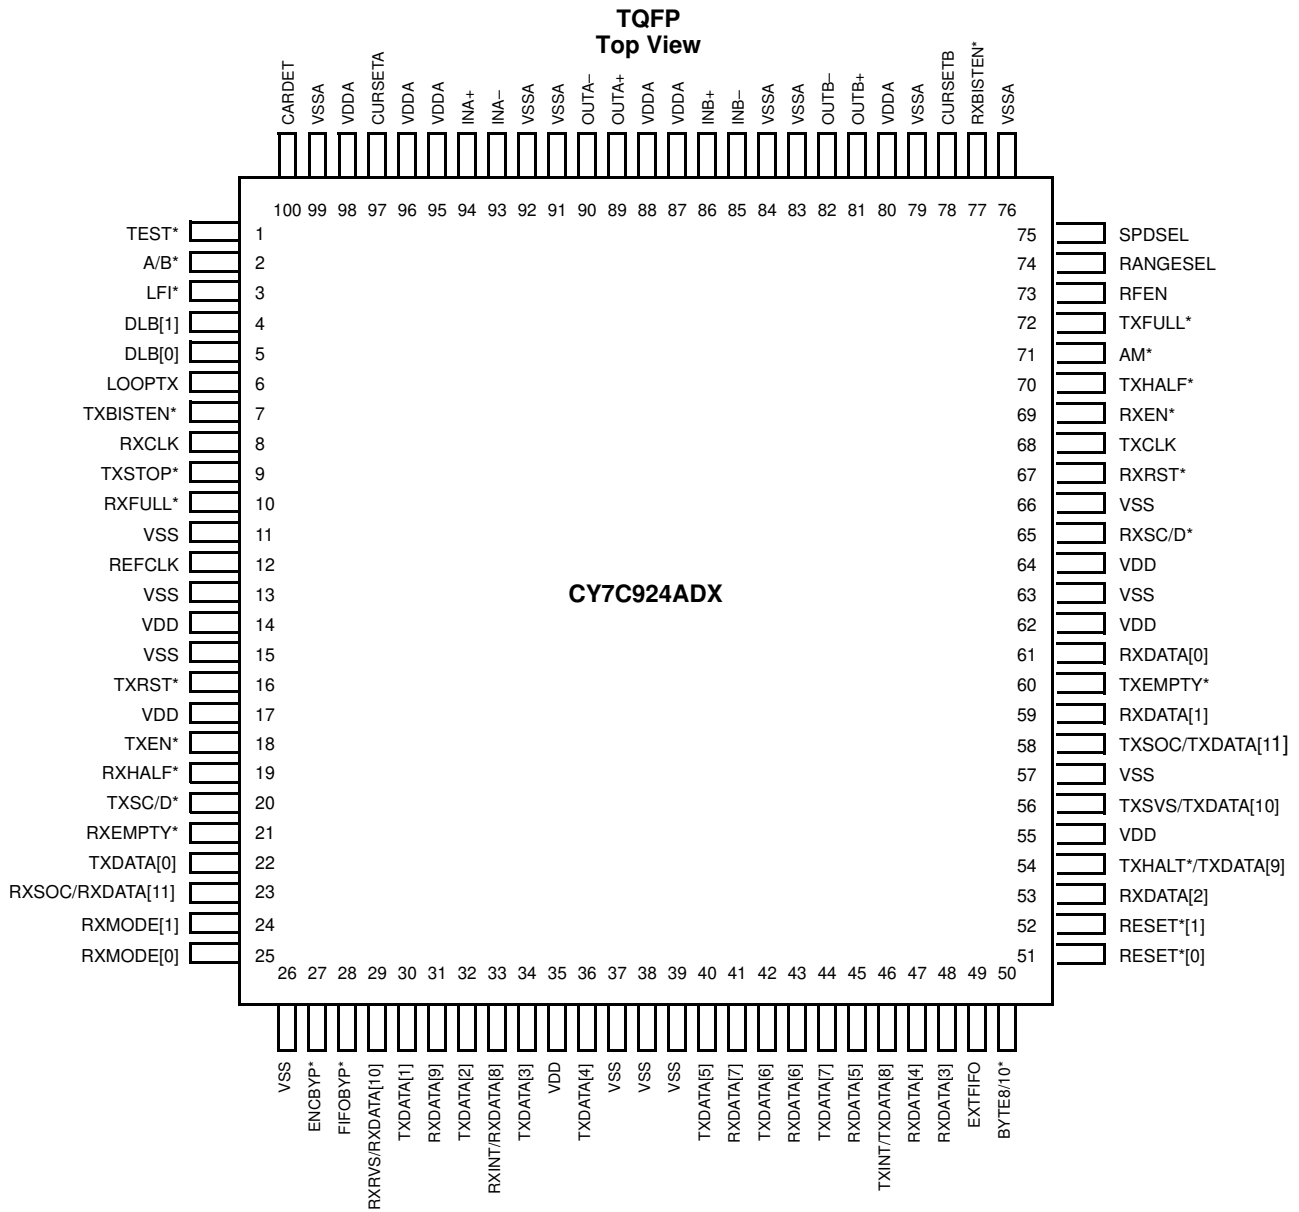 TQFP
Top View
CARDET
VSSA
VDDA
CURSETA
VDDA
VDDA
INA+
INA–
VSSA
VSSA
OUTA–
OUTA+
VDDA
VDDA
INB+
INB–
VSSA
VSSA
OUTB–
OUTB+
VDDA
VSSA
CURSETB
RXBISTEN*
VSSA
100 99 98 97 96 95 94 93 92 91 90 89 88 87 86 85 84 83 82 81 80 79 78 77 76
TEST* 1
A/B* 2
LFI* 3
DLB[1] 4
DLB[0] 5
LOOPTX 6
TXBISTEN* 7
RXCLK 8
TXSTOP* 9
RXFULL* 10
VSS 11
REFCLK 12
VSS 13
VDD 14
VSS 15
TXRST* 16
VDD 17
TXEN* 18
RXHALF* 19
TXSC/D* 20
RXEMPTY* 21
TXDATA[0] 22
RXSOC/RXDATA[11] 23
RXMODE[1] 24
RXMODE[0] 25
CY7C924ADX
75 SPDSEL
74 RANGESEL
73 RFEN
72 TXFULL*
71 AM*
70 TXHALF*
69 RXEN*
68 TXCLK
67 RXRST*
66 VSS
65 RXSC/D*
64 VDD
63 VSS
62 VDD
61 RXDATA[0]
60 TXEMPTY*
59 RXDATA[1]
58 TXSOC/TXDATA[11]
57 VSS
56 TXSVS/TXDATA[10]
55 VDD
54 TXHALT*/TXDATA[9]
53 RXDATA[2]
52 RESET*[1]
51 RESET*[0]
26 27 28 29 30 31 32 33 34 35 36 37 38 39 40 41 42 43 44 45 46 47 48 49 50
VSS
ENCBYP*
FIFOBYP*
RXRVS/RXDATA[10]
TXDATA[1]
RXDATA[9]
TXDATA[2]
RXINT/RXDATA[8]
TXDATA[3]
VDD
TXDATA[4]
VSS
VSS
VSS
TXDATA[5]
RXDATA[7]
TXDATA[6]
RXDATA[6]
TXDATA[7]
RXDATA[5]
TXINT/TXDATA[8]
RXDATA[4]
RXDATA[3]
EXTFIFO
BYTE8/10*